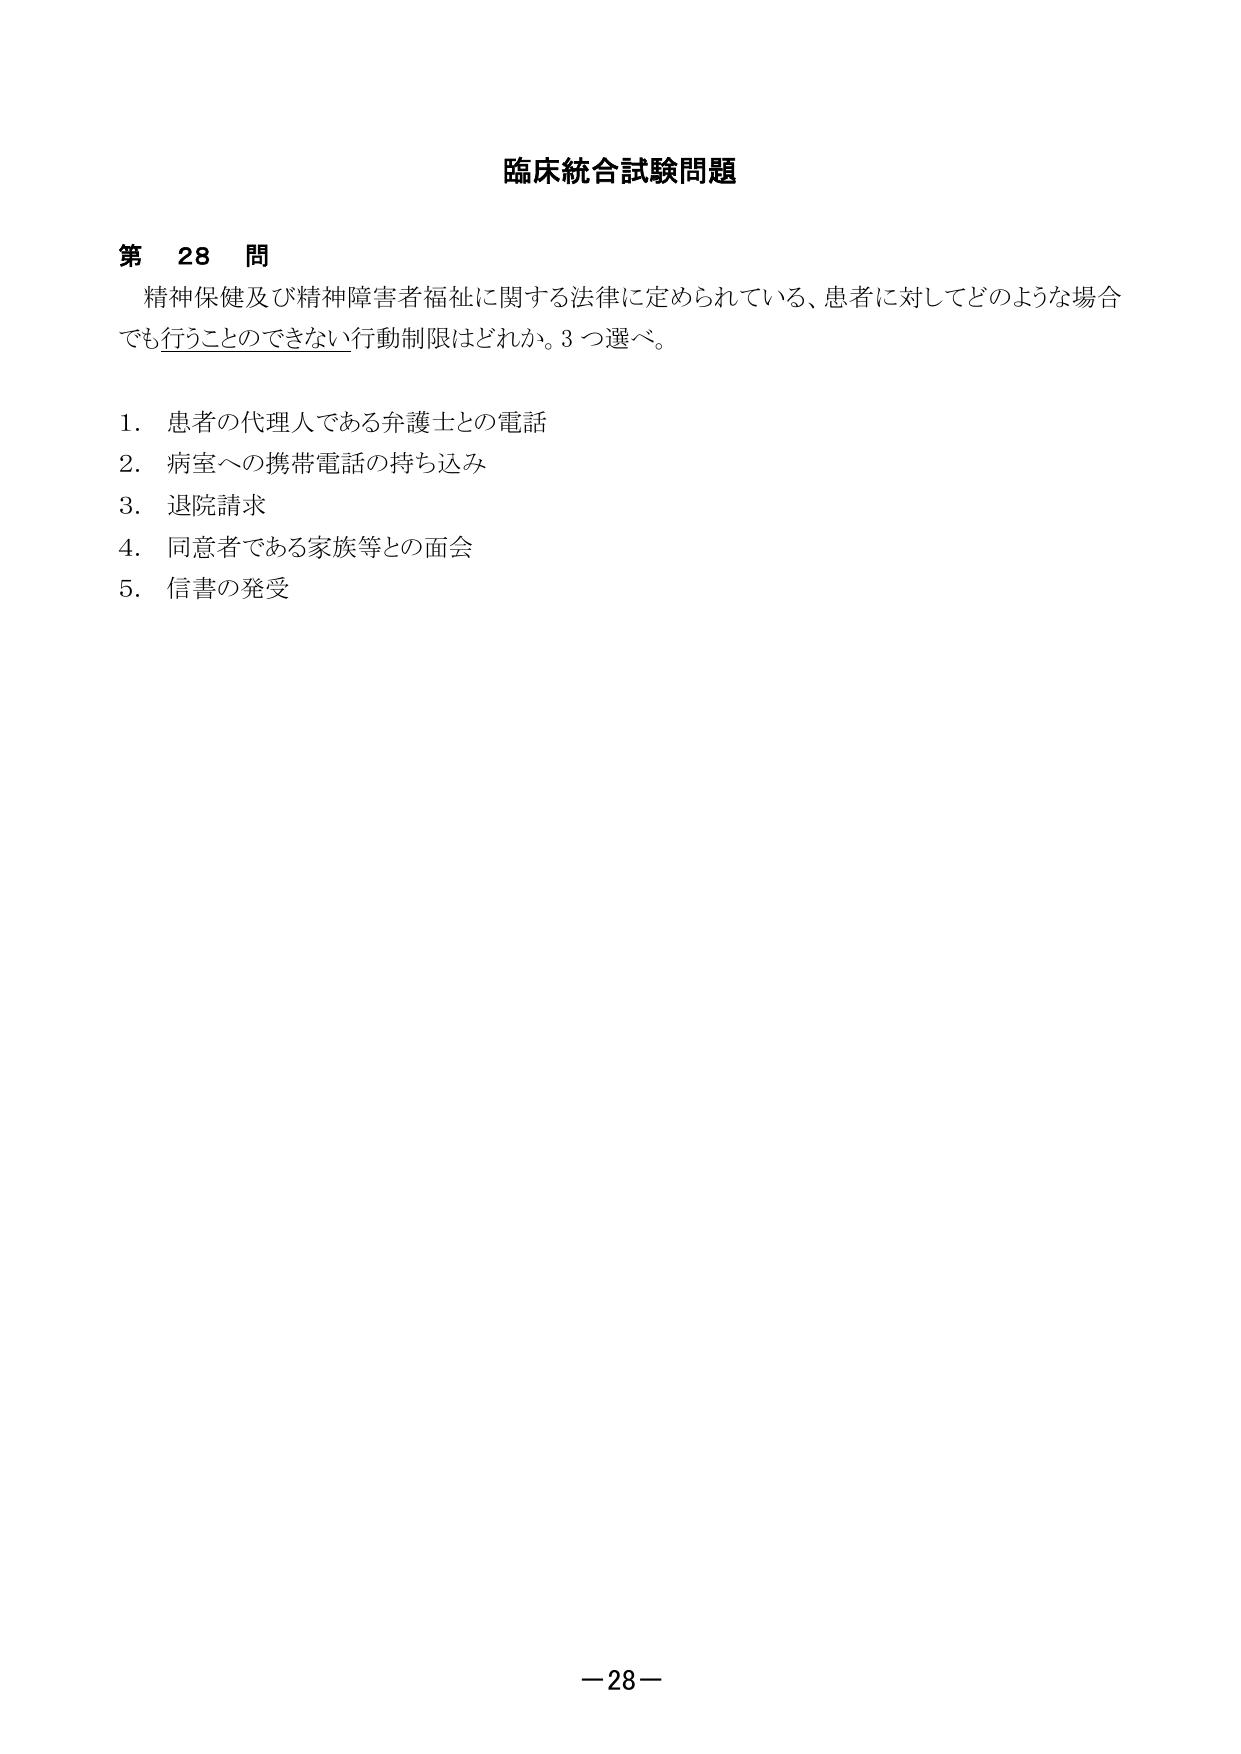 臨床統合試験問題
第　28　問
精神保健及び精神障害者福祉に関する法律に定められている、患者に対してどのような場合
でも行うことのできない行動制限はどれか。3 つ選べ。
1.　患者の代理人である弁護士との電話
2.　病室への携帯電話の持ち込み
3.　退院請求
4.　同意者である家族等との面会
5.　信書の発受
―28―